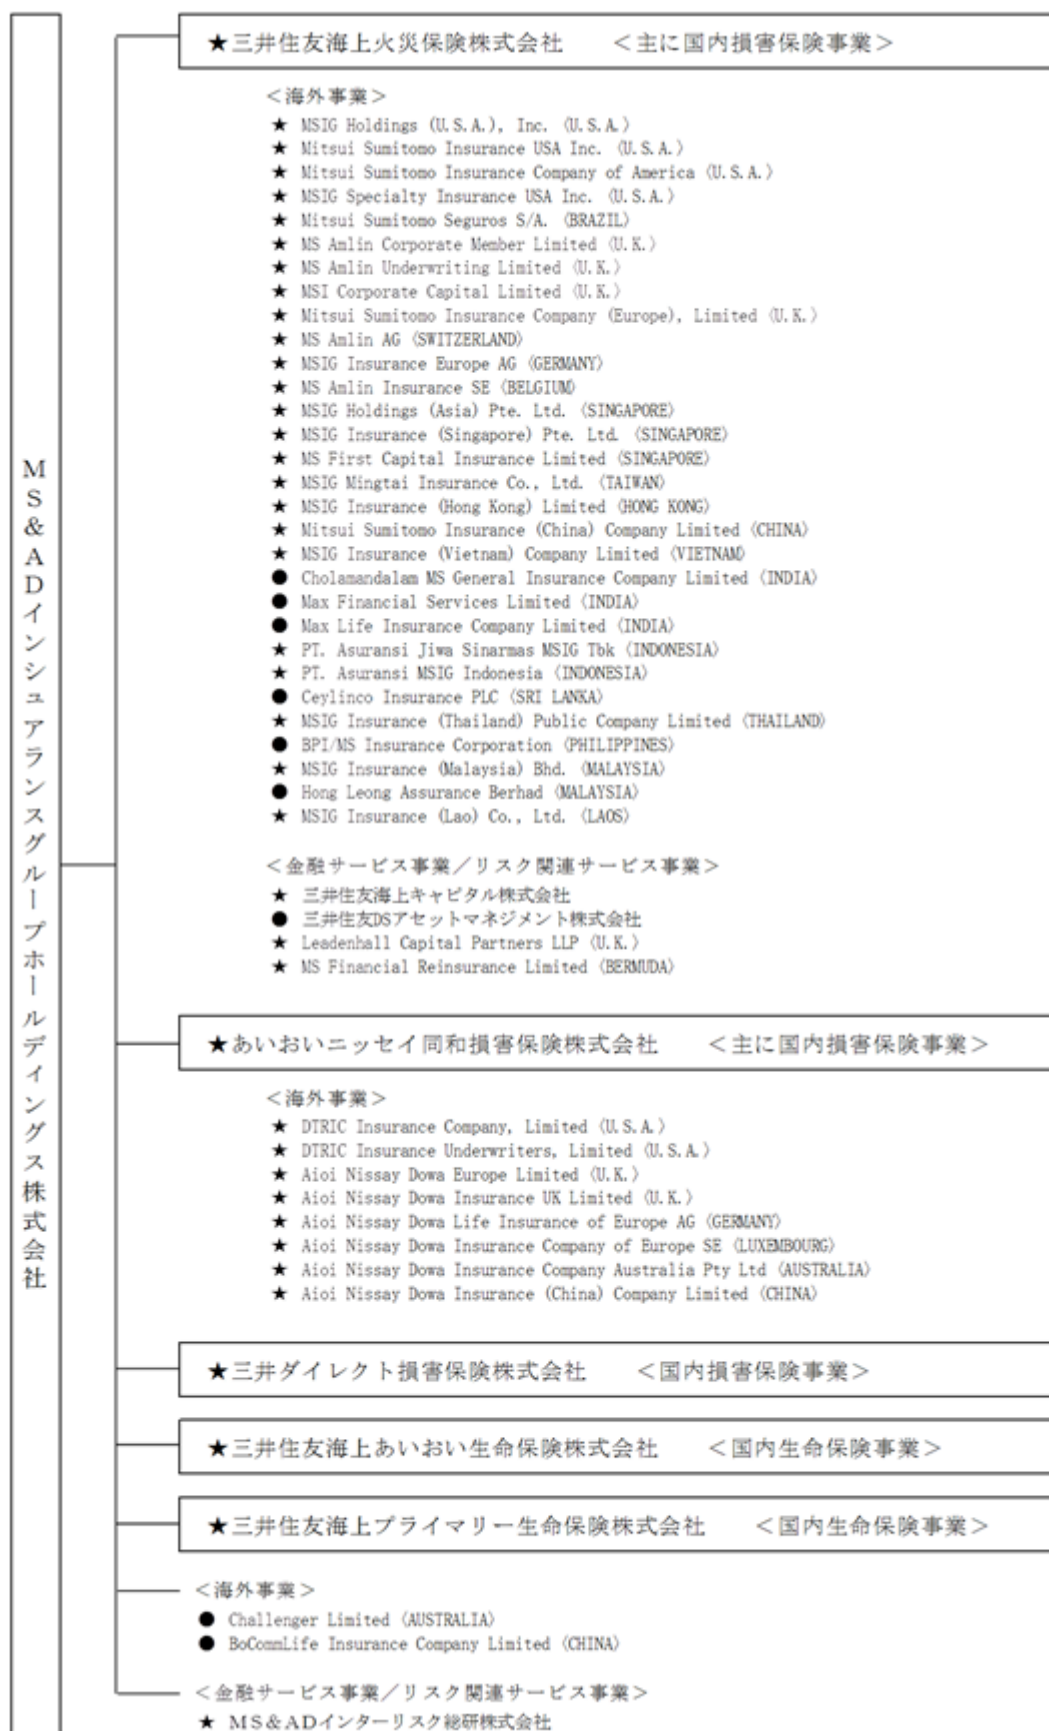 MS&ADインシュアランスグループホールディングス株式会社
★三井住友海上火災保険株式会社 <主に国内損害保険事業>
<海外事業>
★ MSIG Holdings (U.S.A.), Inc.〈U.S.A.〉
★ Mitsui Sumitomo Insurance USA Inc.〈U.S.A.〉
★ Mitsui Sumitomo Insurance Company of America〈U.S.A.〉
★ MSIG Specialty Insurance USA Inc.〈U.S.A.〉
★ Mitsui Sumitomo Seguros S/A.〈BRAZIL〉
★ MS Amlin Corporate Member Limited〈U.K.〉
★ MS Amlin Underwriting Limited〈U.K.〉
★ MSI Corporate Capital Limited〈U.K.〉
★ Mitsui Sumitomo Insurance Company (Europe), Limited〈U.K.〉
★ MS Amlin AG〈SWITZERLAND〉
★ MSIG Insurance Europe AG〈GERMANY〉
★ MS Amlin Insurance SE〈BELGIUM〉
★ MSIG Holdings (Asia) Pte. Ltd.〈SINGAPORE〉
★ MSIG Insurance (Singapore) Pte. Ltd.〈SINGAPORE〉
★ MS First Capital Insurance Limited〈SINGAPORE〉
★ MSIG Mingtai Insurance Co., Ltd.〈TAIWAN〉
★ MSIG Insurance (Hong Kong) Limited〈HONG KONG〉
★ Mitsui Sumitomo Insurance (China) Company Limited〈CHINA〉
★ MSIG Insurance (Vietnam) Company Limited〈VIETNAM〉
● Cholamandalam MS General Insurance Company Limited〈INDIA〉
● Max Financial Services Limited〈INDIA〉
● Max Life Insurance Company Limited〈INDIA〉
★ PT. Asuransi Jiwa Sinarmas MSIG Tbk〈INDONESIA〉
★ PT. Asuransi MSIG Indonesia〈INDONESIA〉
● Ceylinco Insurance PLC〈SRI LANKA〉
★ MSIG Insurance (Thailand) Public Company Limited〈THAILAND〉
● BPI/MS Insurance Corporation〈PHILIPPINES〉
★ MSIG Insurance (Malaysia) Bhd.〈MALAYSIA〉
● Hong Leong Assurance Berhad〈MALAYSIA〉
★ MSIG Insurance (Lao) Co., Ltd.〈LAOS〉
<金融サービス事業/リスク関連サービス事業>
★ 三井住友海上キャピタル株式会社
● 三井住友DSアセットマネジメント株式会社
★ Leadenhall Capital Partners LLP〈U.K.〉
★ MS Financial Reinsurance Limited〈BERMUDA〉
★あいおいニッセイ同和損害保険株式会社 <主に国内損害保険事業>
<海外事業>
★ DTRIC Insurance Company, Limited〈U.S.A.〉
★ DTRIC Insurance Underwriters, Limited〈U.S.A.〉
★ Aioi Nissay Dowa Europe Limited〈U.K.〉
★ Aioi Nissay Dowa Insurance UK Limited〈U.K.〉
★ Aioi Nissay Dowa Life Insurance of Europe AG〈GERMANY〉
★ Aioi Nissay Dowa Insurance Company of Europe SE〈LUXEMBOURG〉
★ Aioi Nissay Dowa Insurance Company Australia Pty Ltd〈AUSTRALIA〉
★ Aioi Nissay Dowa Insurance (China) Company Limited〈CHINA〉
★三井ダイレクト損害保険株式会社 <国内損害保険事業>
★三井住友海上あいおい生命保険株式会社 <国内生命保険事業>
★三井住友海上プライマリー生命保険株式会社 <国内生命保険事業>
<海外事業>
● Challenger Limited〈AUSTRALIA〉
● BoCommLife Insurance Company Limited〈CHINA〉
<金融サービス事業/リスク関連サービス事業>
★ MS&ADインターリスク総研株式会社